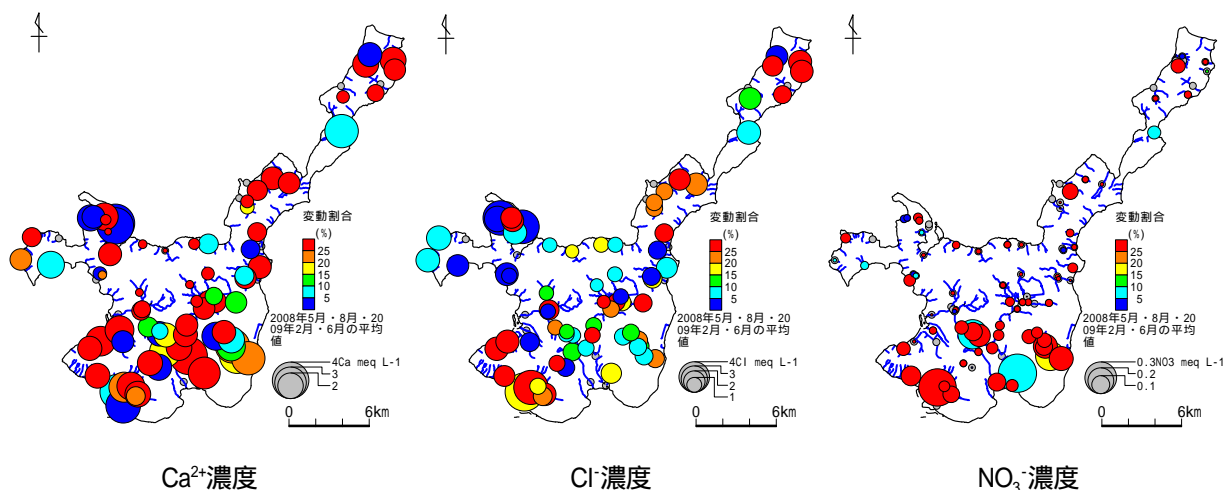 変動割合
(%)
25
20
15
10
5
2008年5月・8月・20
09年2月・6月の平均
値
4Ca meq L-1
3
2
0
6km
Ca²⁺濃度
変動割合
(%)
25
20
15
10
5
2008年5月・8月・20
09年2月・6月の平均
値
4Cl meq L-1
3
2
1
0
6km
Cl⁻濃度
変動割合
(%)
25
20
15
10
5
2008年5月・8月・20
09年2月・6月の平均
値
0.3NO3 meq L-1
0.2
0.1
0
6km
NO₃⁻濃度